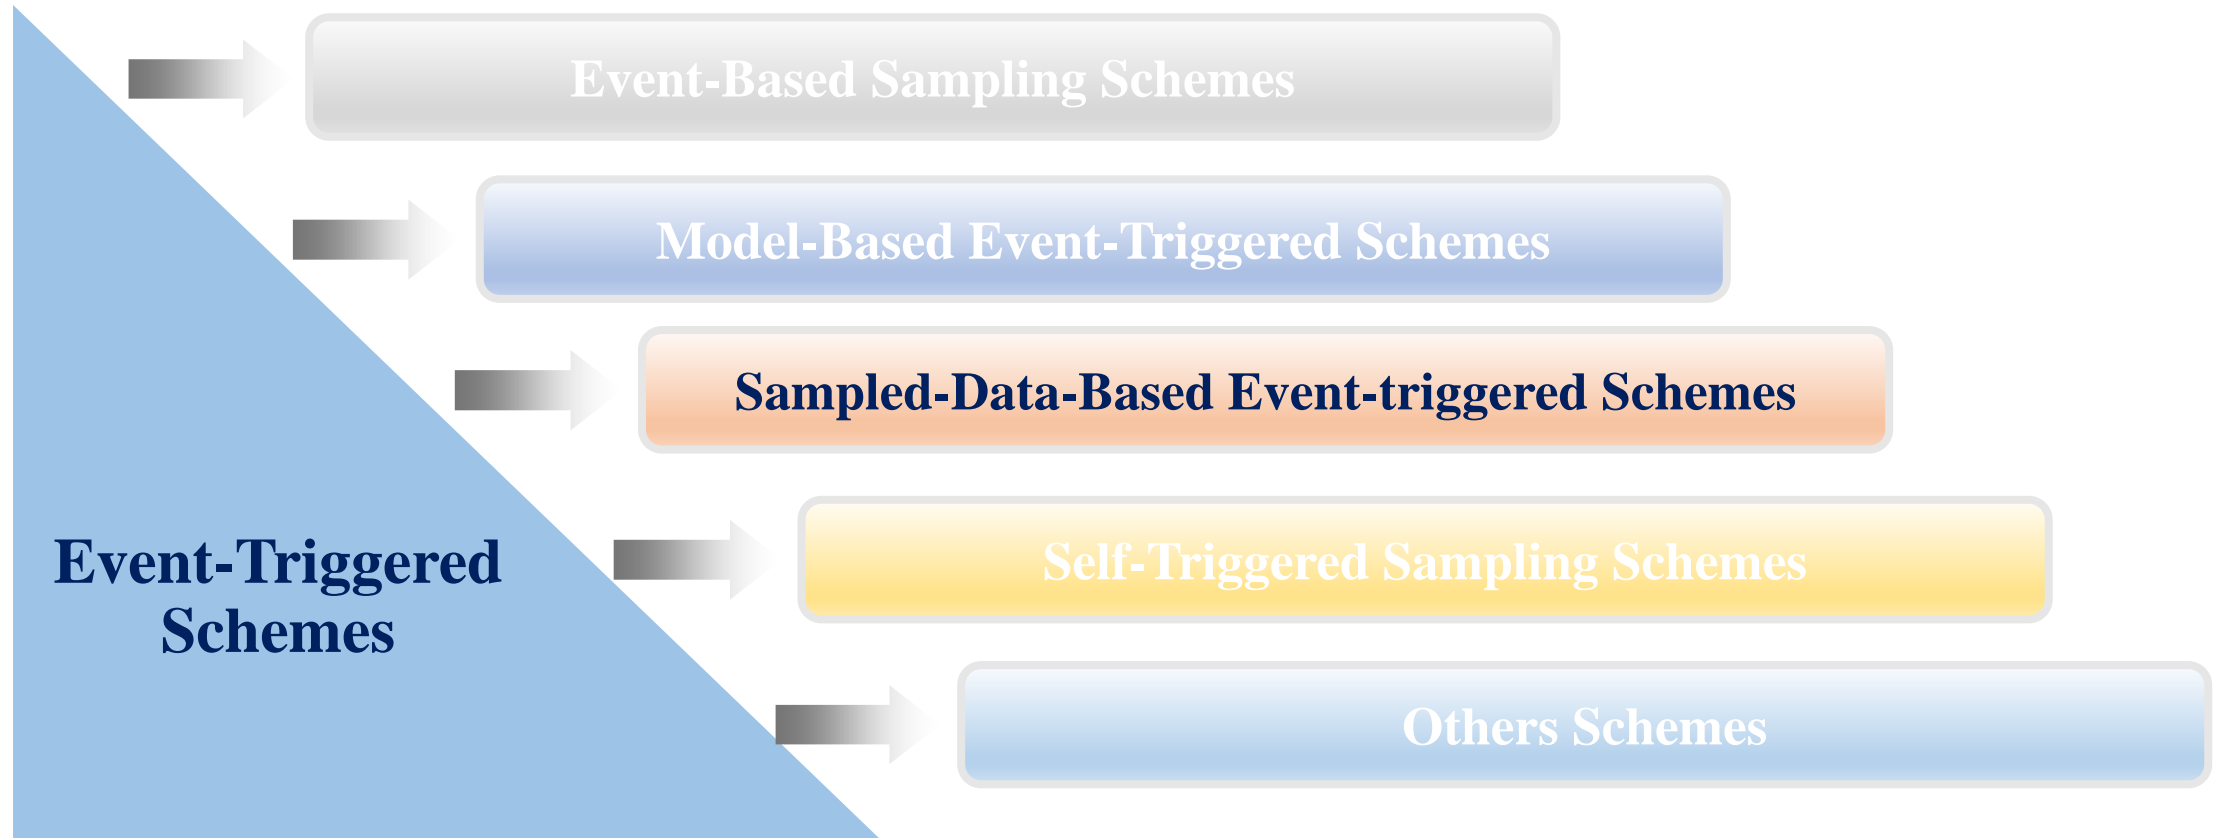 Event-Based Sampling Schemes
Model-Based Event-Triggered Schemes
Sampled-Data-Based Event-triggered Schemes
Self-Triggered Sampling Schemes
Others Schemes
Event-Triggered
Schemes